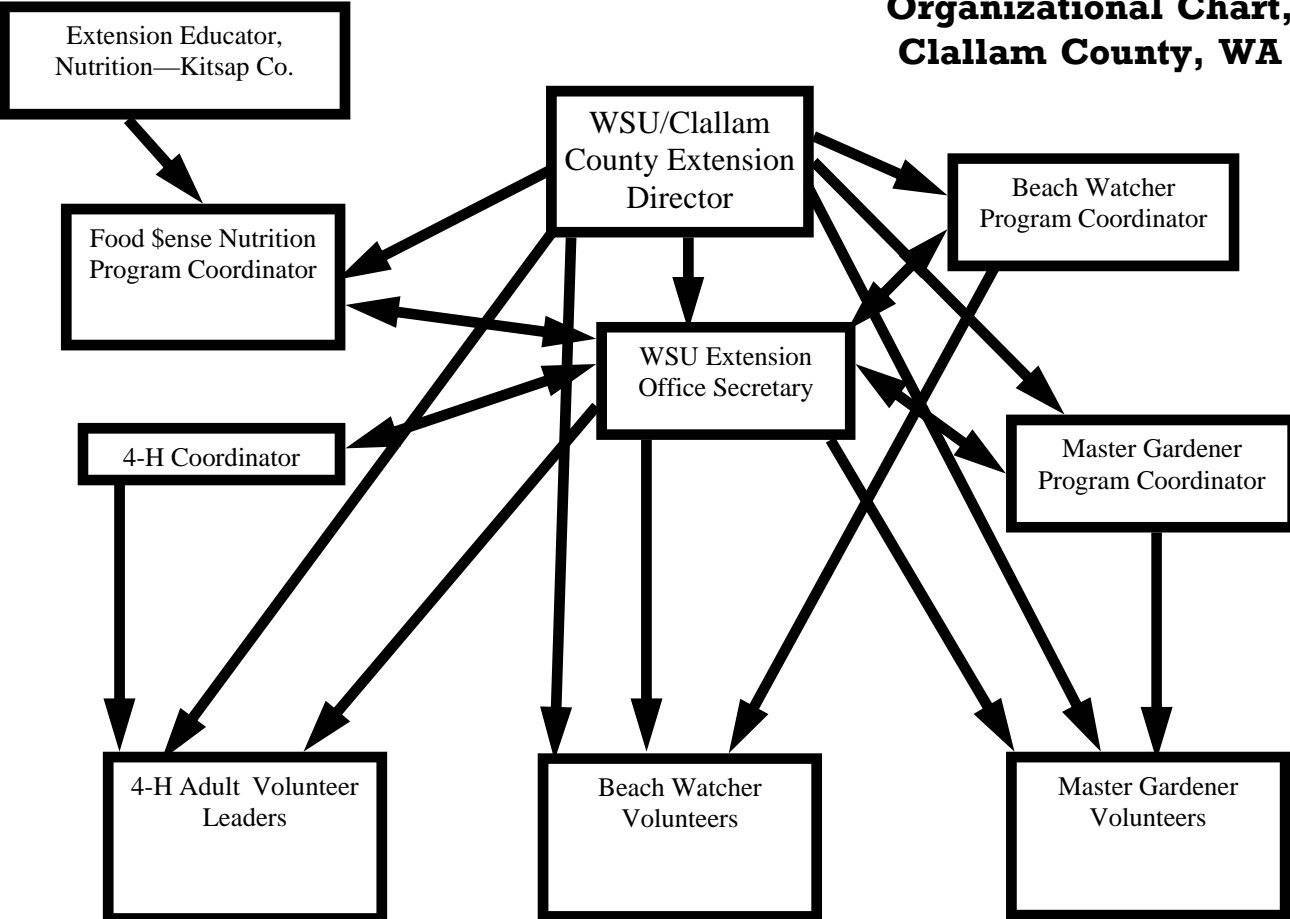 Organizational Chart,
Clallam County, WA
Extension Educator,
Nutrition—Kitsap Co.
WSU/Clallam
County Extension
Director
Beach Watcher
Program Coordinator
Food $ense Nutrition
Program Coordinator
WSU Extension
Office Secretary
4-H Coordinator
Master Gardener
Program Coordinator
4-H Adult  Volunteer
Leaders
Beach Watcher
Volunteers
Master Gardener
Volunteers